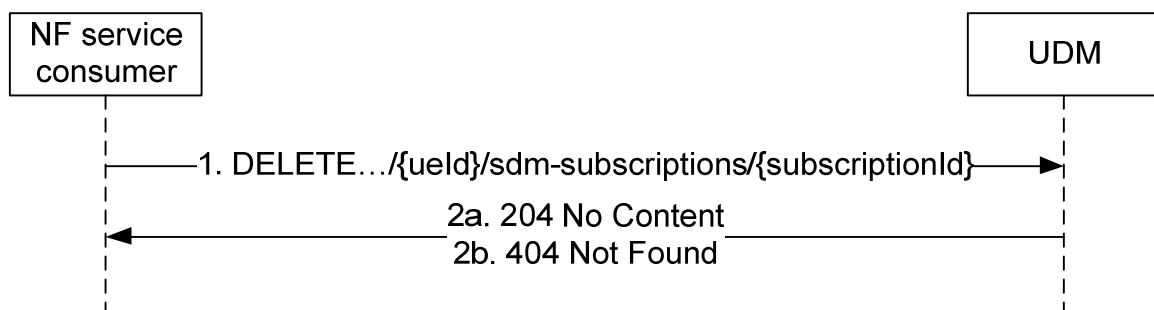 NF service
consumer
UDM
1. DELETE…/{ueId}/sdm-subscriptions/{subscriptionId}
2a. 204 No Content
2b. 404 Not Found